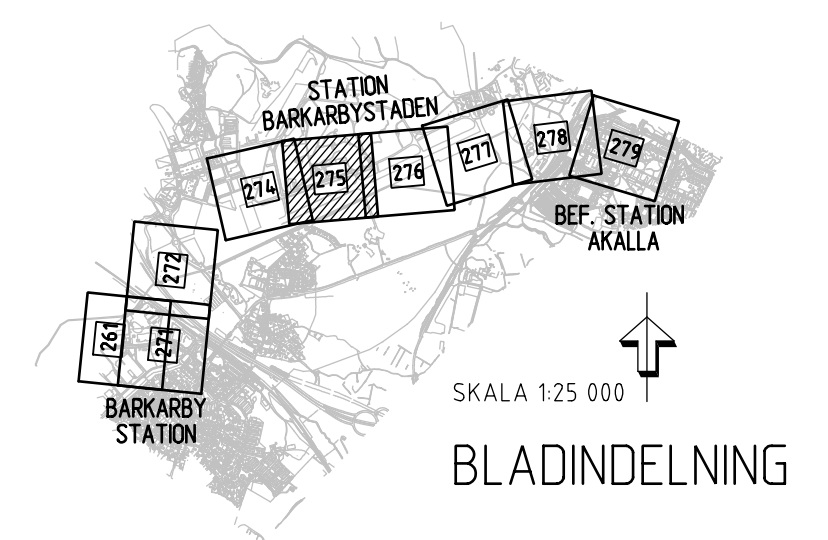 STATION
BARKARBYSTADEN
274
275
276
277
278
279
BEF. STATION
AKALLA
272
261
271
BARKARBY
STATION
SKALA 1:25 000
BLADINDELNING